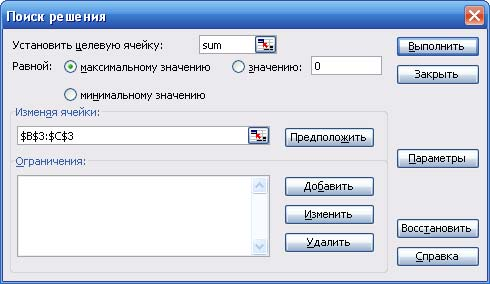 Поиск решения
Установить целевую ячейку: sum
Выполнить
Равной: максимальному значению значению: 0
Закрыть
минимальному значению
Изменяя ячейки:
$B$3:$C$3
Предположить
Ограничения:
Параметры
Добавить
Изменить
Удалить
Восстановить
Справка